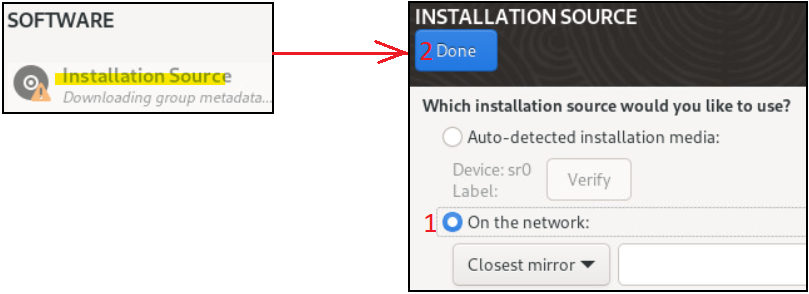 SOFTWARE
Installation Source
Downloading group metadata...
INSTALLATION SOURCE
2 Done
Which installation source would you like to use?
Auto-detected installation media:
Device: sr0
Label:
Verify
1 On the network:
Closest mirror